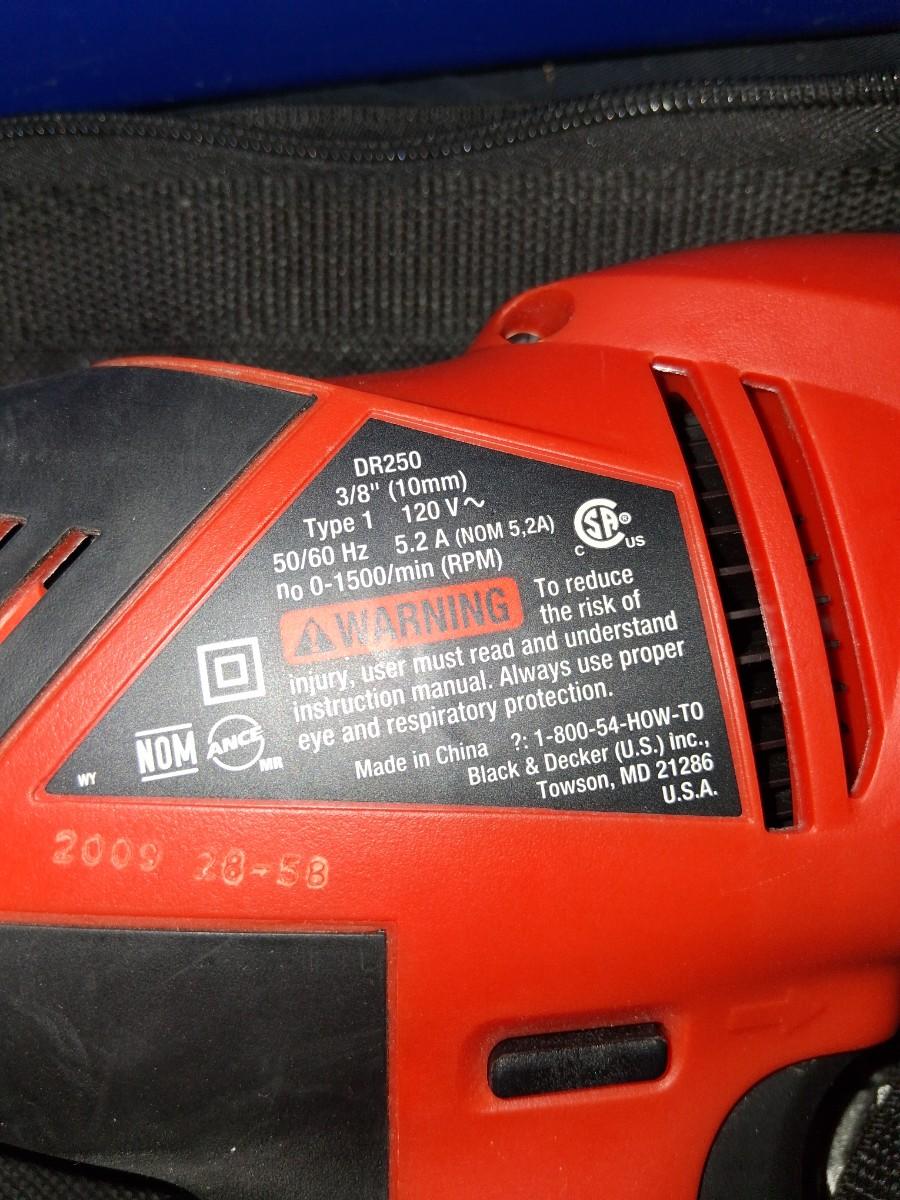 DR250
3/8" (10mm)
Type 1 120 V~
50/60 Hz 5.2 A (NOM 5,2A)
no 0-1500/min (RPM)
CSA®
C US
WARNING To reduce
the risk of
injury, user must read and understand
instruction manual. Always use proper
eye and respiratory protection.
NOM ANCE MR
Made in China ?: 1-800-54-HOW-TO
Black & Decker (U.S.) Inc.,
Towson, MD 21286
U.S.A.
WY
2009 28-5B